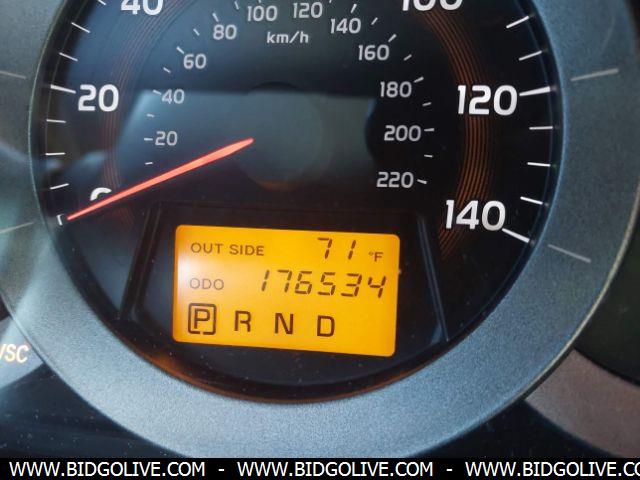 40
100
100 120
80 140
km/h
60 160
20
40
180
120
20
200
220
140
OUT SIDE 71 °F
ODO 176534
P R N D
/SC
WWW.BIDGOLIVE.COM - WWW.BIDGOLIVE.COM - WWW.BIDGOLIVE.COM